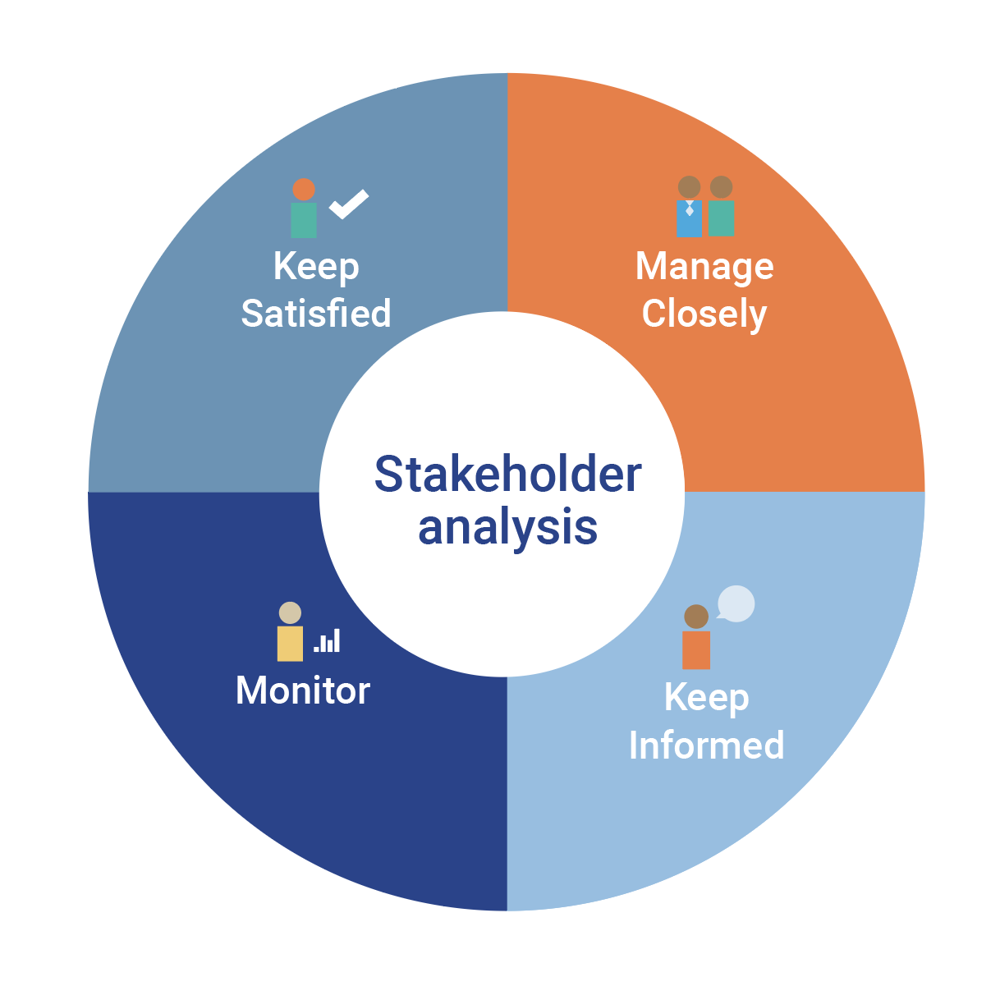 Keep
Satisfied
Manage
Closely
Stakeholder
analysis
Monitor
Keep
Informed